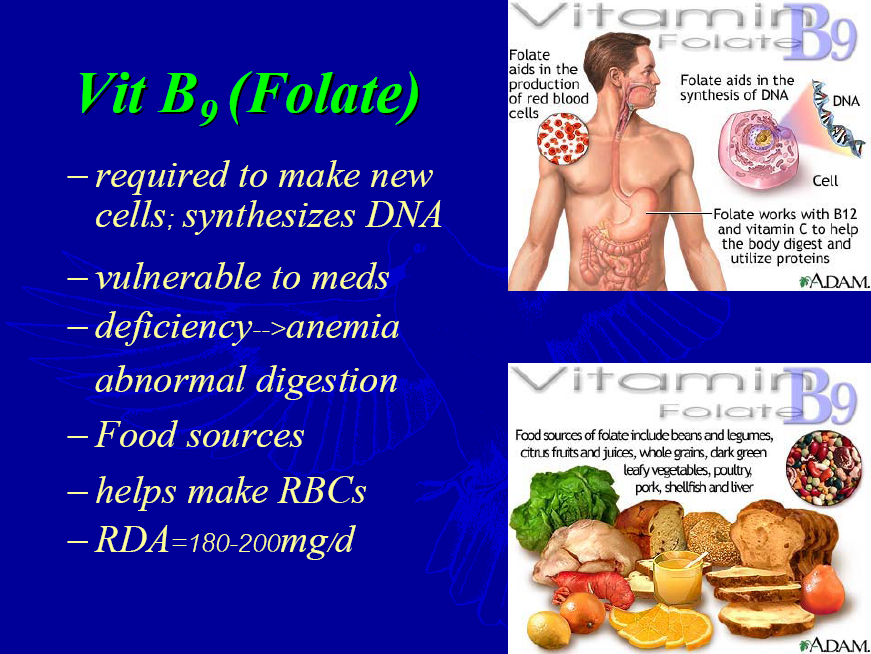 Vit B9 (Folate)
– required to make new
cells; synthesizes DNA
– vulnerable to meds
– deficiency-->anemia
abnormal digestion
– Food sources
– helps make RBCs
– RDA=180-200mg/d
Vitamin B9
Folate
Folate
aids in the
production
of red blood
cells
Folate aids in the
synthesis of DNA
DNA
Cell
Folate works with B12
and vitamin C to help
the body digest and
utilize proteins
A.D.A.M.
Vitamin B9
Folate
Food sources of folate include beans and legumes,
citrus fruits and juices, whole grains, dark green
leafy vegetables, poultry,
pork, shellfish and liver
A.D.A.M.